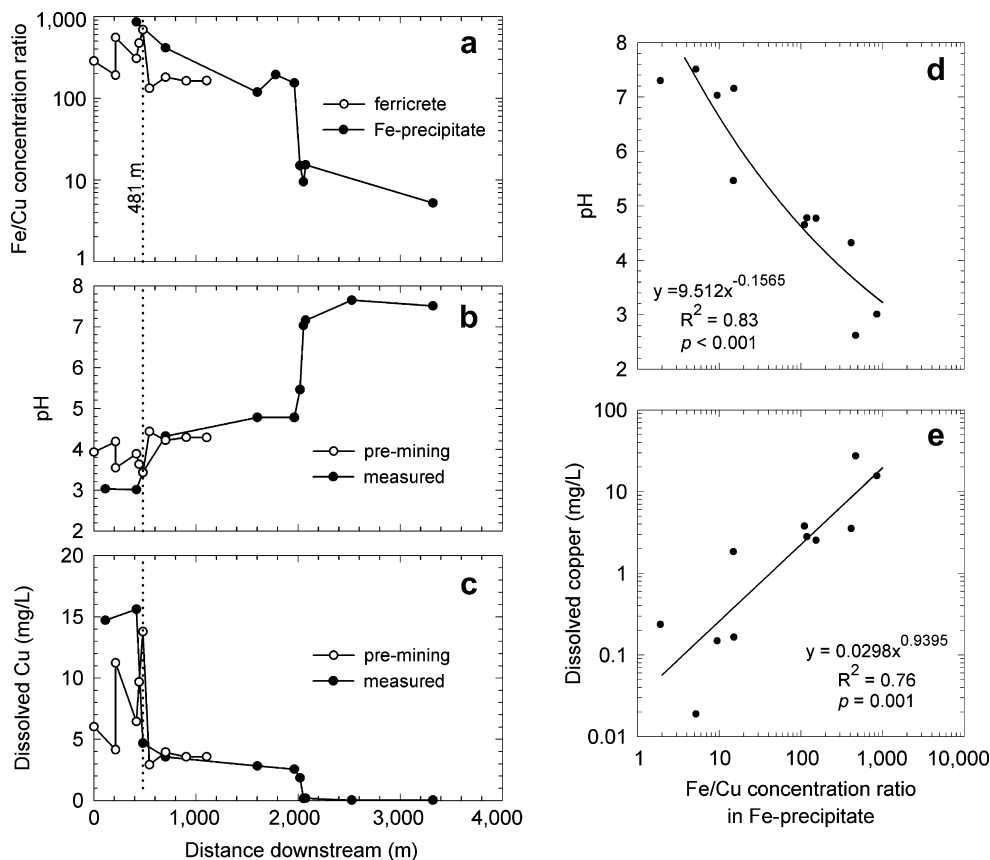 1,000
100
10
1
Fe/Cu concentration ratio
a
ferricrete
Fe-precipitate
481 m
8
7
6
5
4
3
2
pH
b
pre-mining
measured
20
15
10
5
0
Dissolved Cu (mg/L)
c
pre-mining
measured
0
1,000
2,000
3,000
4,000
Distance downstream (m)
8
7
6
5
4
3
2
pH
d
y =9.512x^-0.1565
R^2 = 0.83
p < 0.001
100
10
1
0.1
0.01
Dissolved copper (mg/L)
e
y = 0.0298x^0.9395
R^2 = 0.76
p = 0.001
1
10
100
1,000
10,000
Fe/Cu concentration ratio
in Fe-precipitate